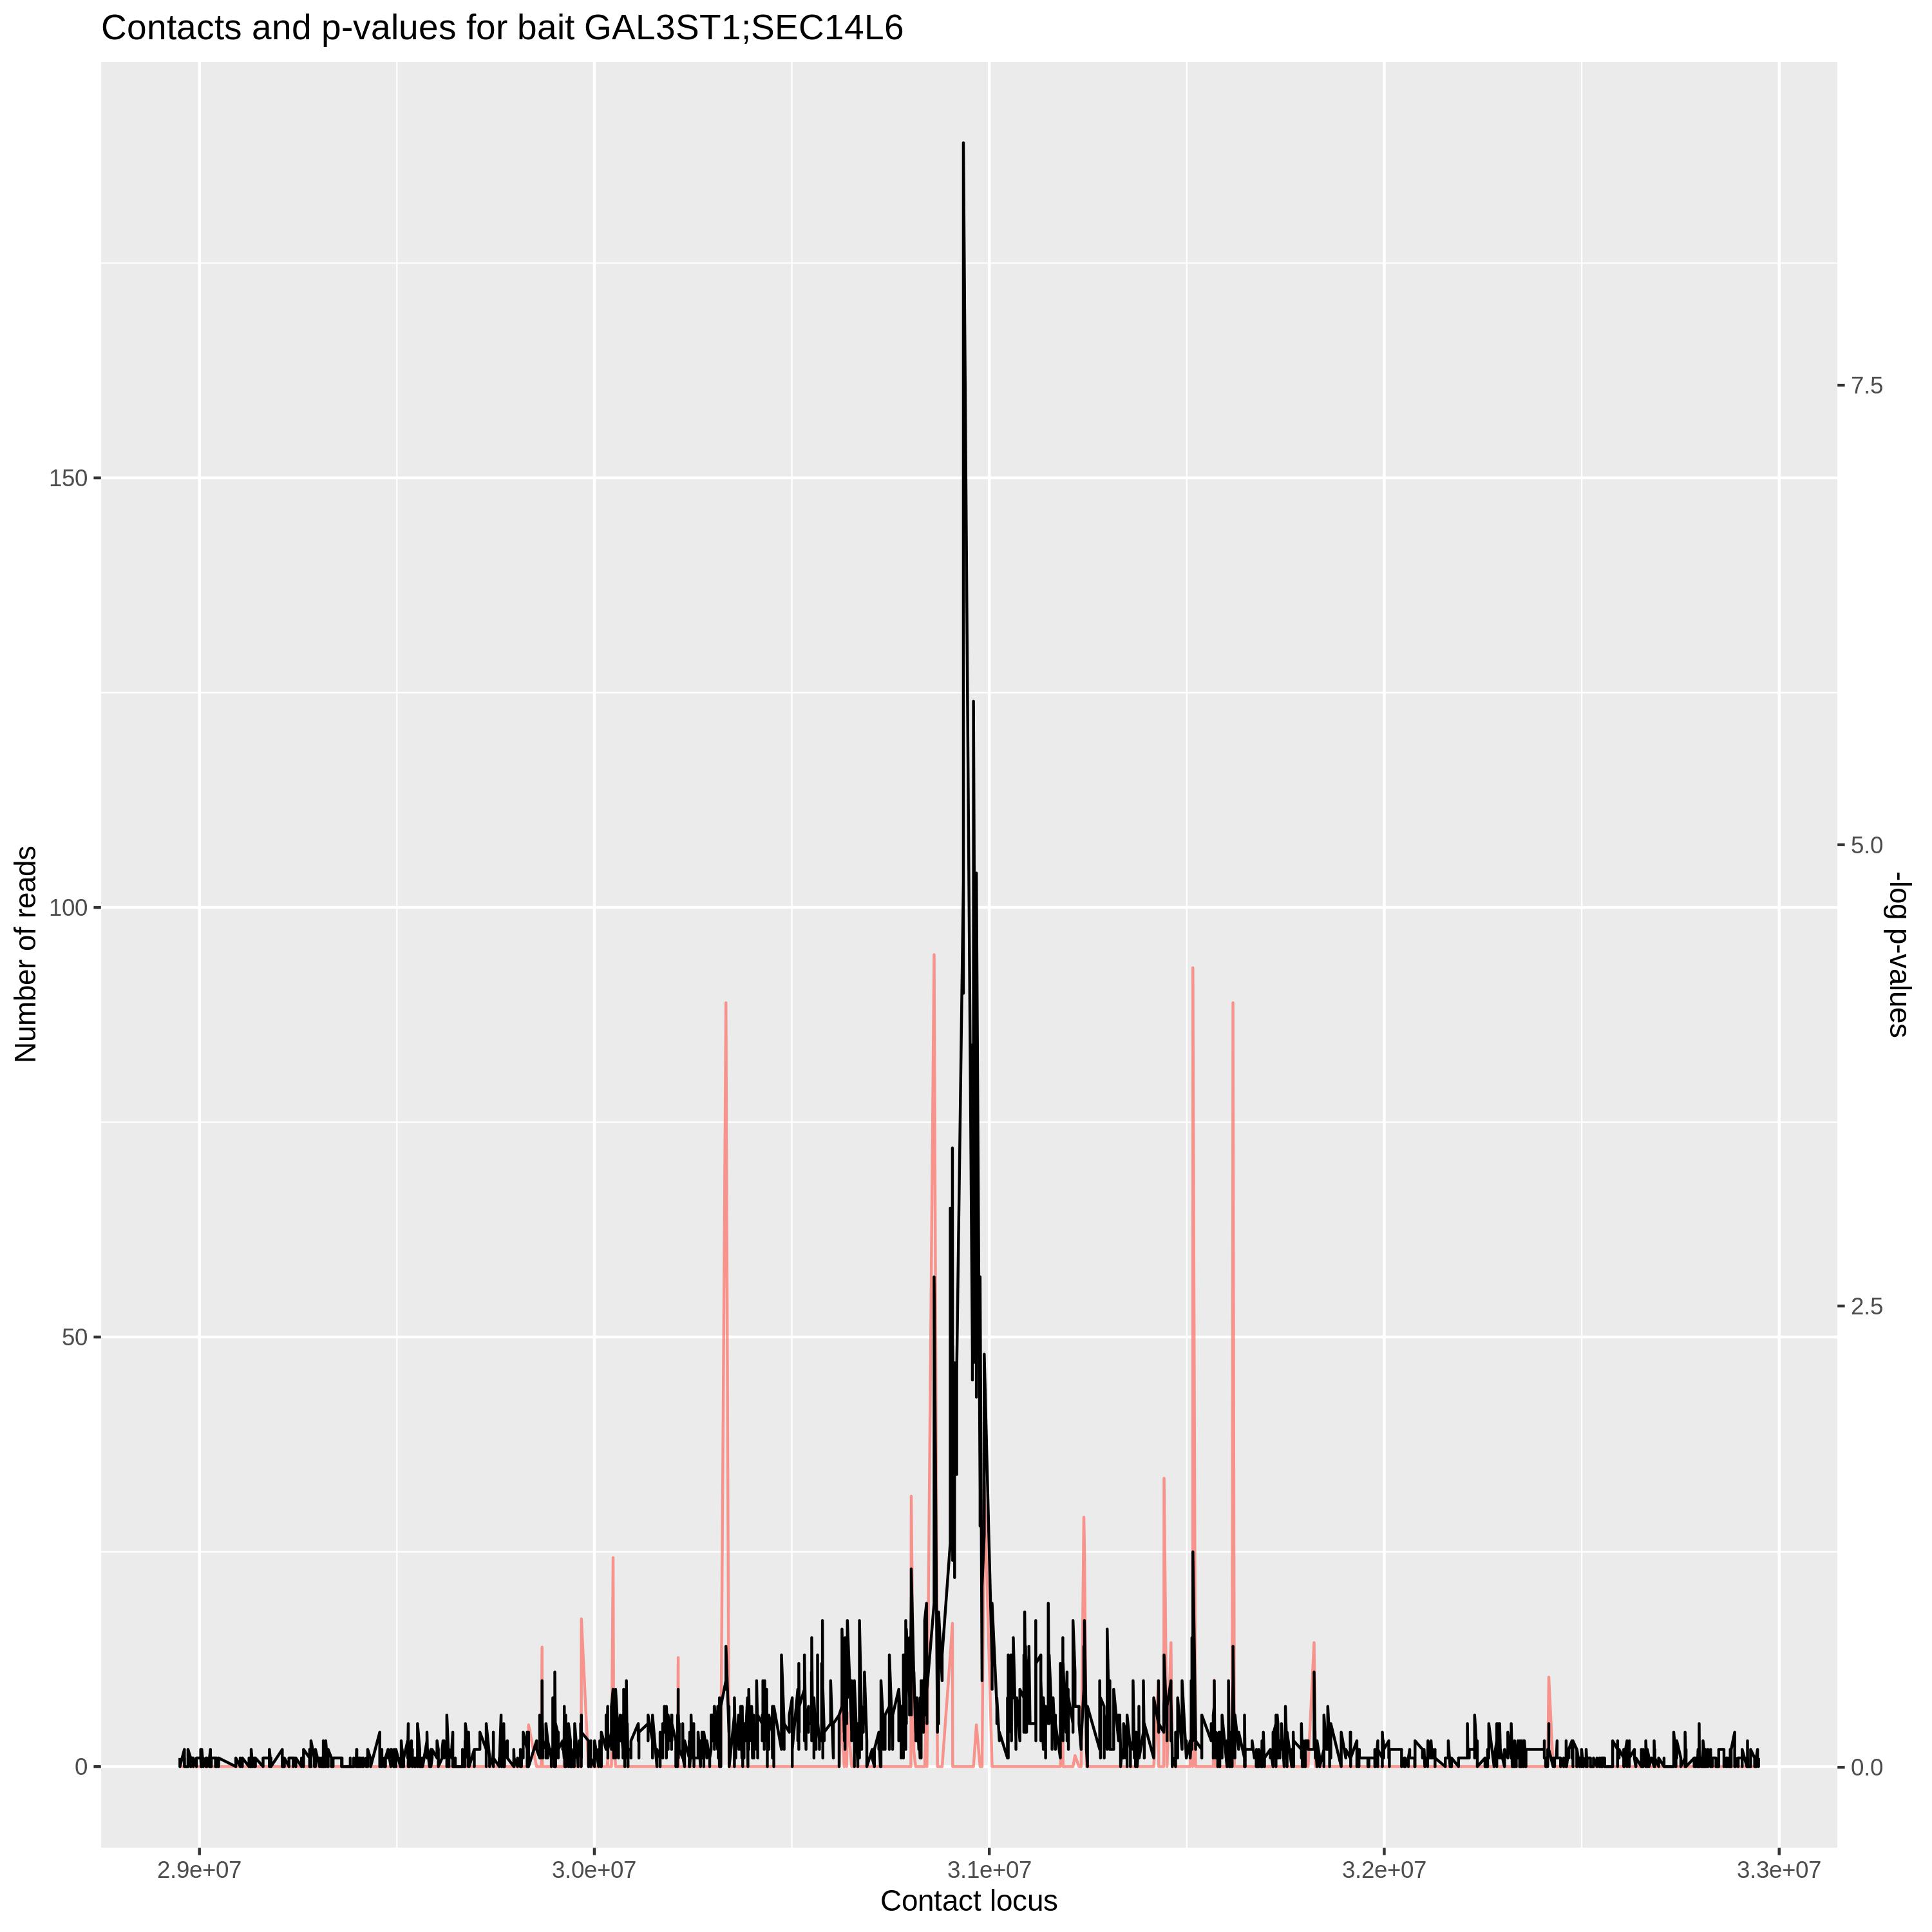 Contacts and p-values for bait GAL3ST1;SEC14L6
Number of reads
150
100
50
0
7.5
5.0
2.5
0.0
-log p-values
2.9e+07 3.0e+07 3.1e+07 3.2e+07 3.3e+07
Contact locus